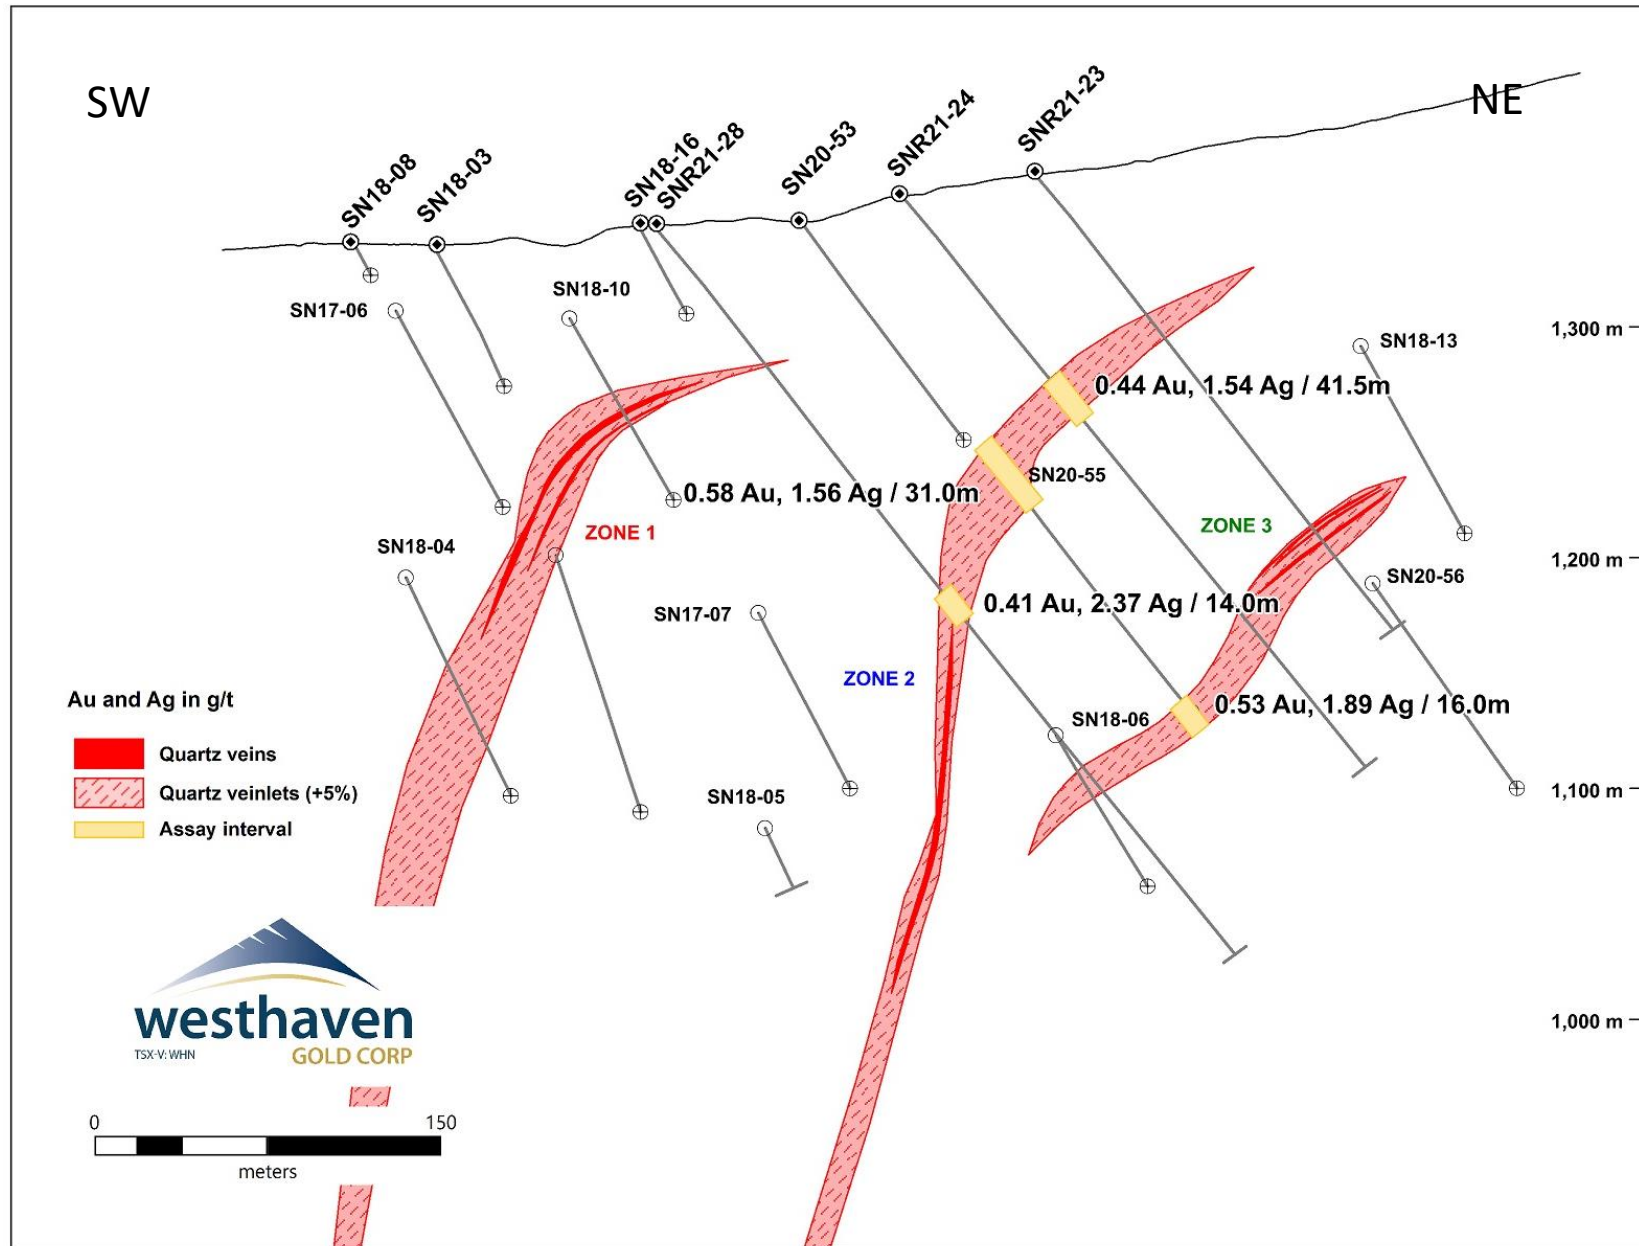 SW
NE
SN18-08
SN18-03
SN18-16
SNR21-28
SN20-53
SNR21-24
SNR21-23
SN17-06
SN18-10
1,300 m
SN18-13
0.44 Au, 1.54 Ag / 41.5m
SN20-55
0.58 Au, 1.56 Ag / 31.0m
ZONE 1
ZONE 3
SN18-04
1,200 m
SN20-56
SN17-07
0.41 Au, 2.37 Ag / 14.0m
ZONE 2
Au and Ag in g/t
0.53 Au, 1.89 Ag / 16.0m
SN18-06
Quartz veins
Quartz veinlets (+5%)
Assay interval
SN18-05
1,100 m
westhaven
TSX-V: WHN
GOLD CORP
1,000 m
0 150
meters